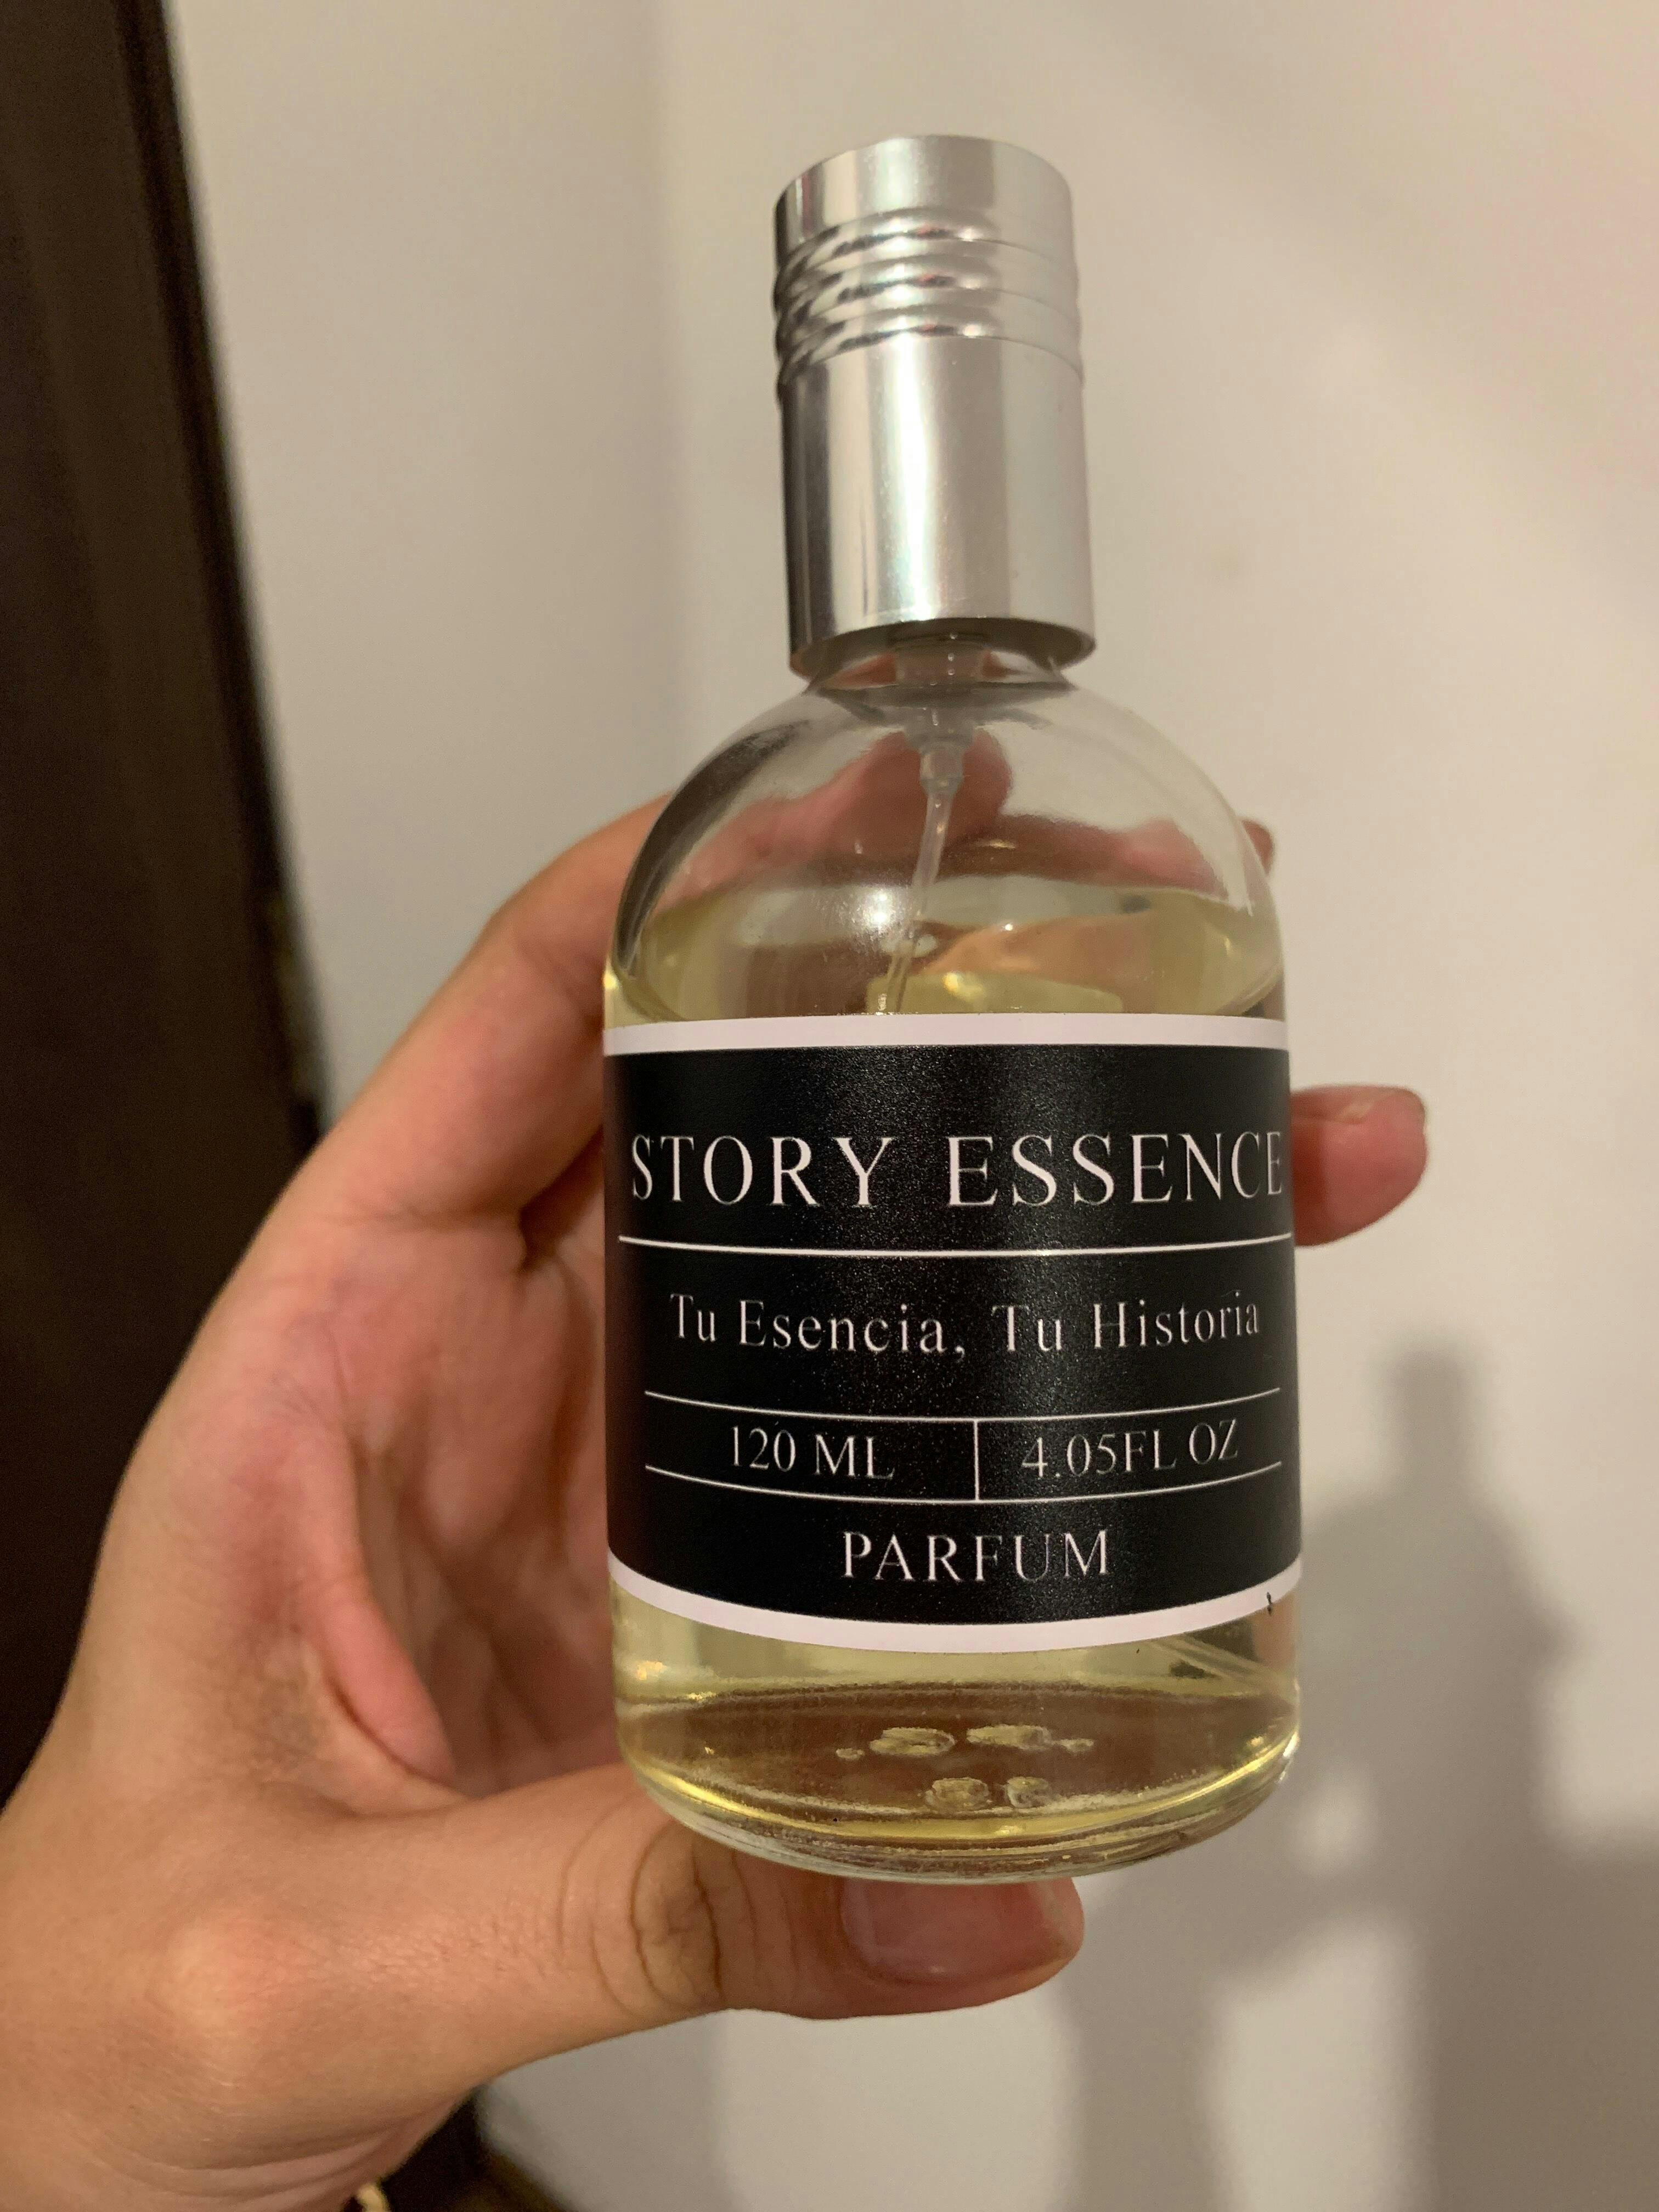 STORY ESSENCE
Tu Esencia, Tu Historia
120 ML 4.05FL OZ
PARFUM